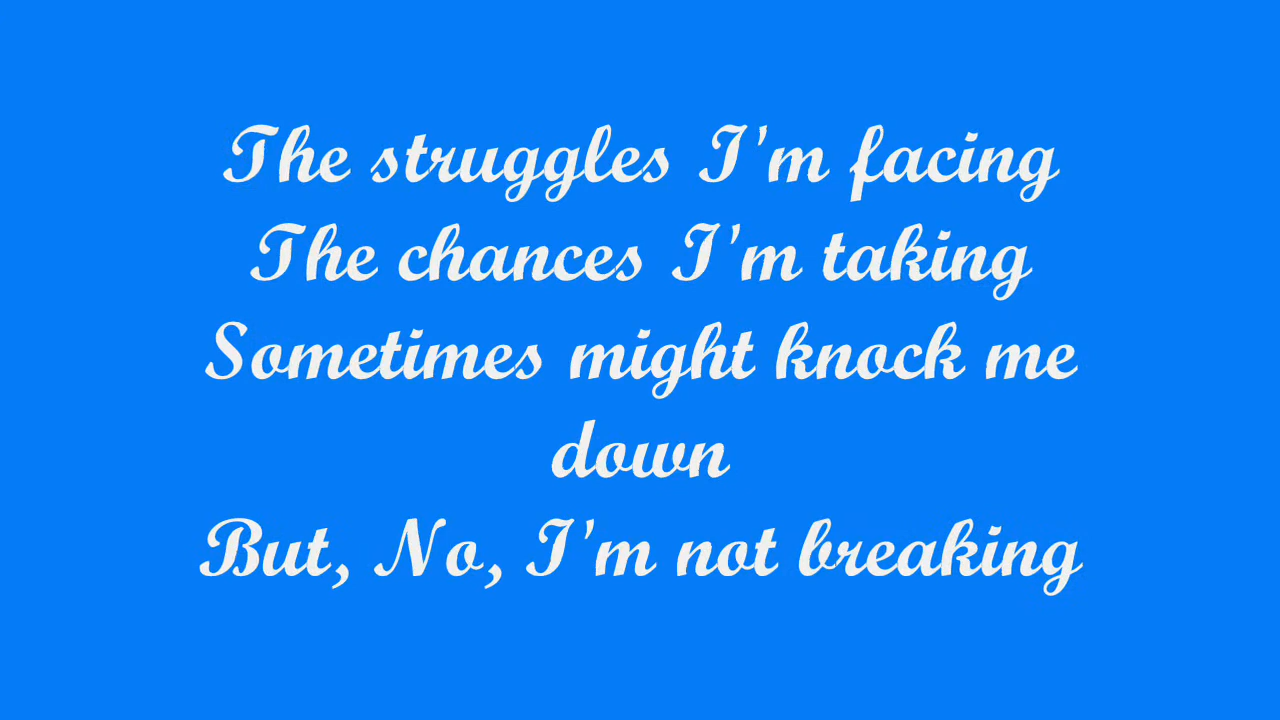 The struggles I'm facing
The chances I'm taking
Sometimes might knock me
down
But, No, I'm not breaking